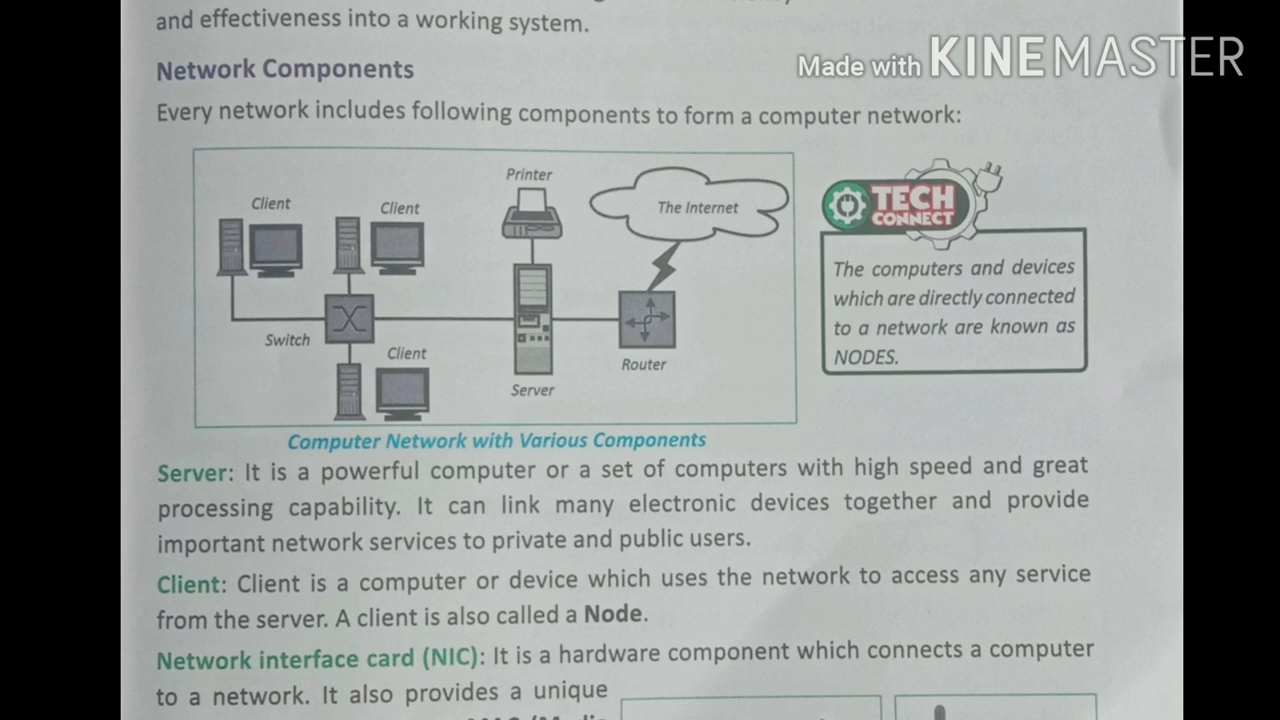 and effectiveness into a working system.
Made with KINEMASTER
Network Components
Every network includes following components to form a computer network:
Printer
Client
Client
The Internet
Switch
Client
Server
Router
TECH
CONNECT
The computers and devices
which are directly connected
to a network are known as
NODES.
Computer Network with Various Components
Server: It is a powerful computer or a set of computers with high speed and great
processing capability. It can link many electronic devices together and provide
important network services to private and public users.
Client: Client is a computer or device which uses the network to access any service
from the server. A client is also called a Node.
Network interface card (NIC): It is a hardware component which connects a computer
to a network. It also provides a unique